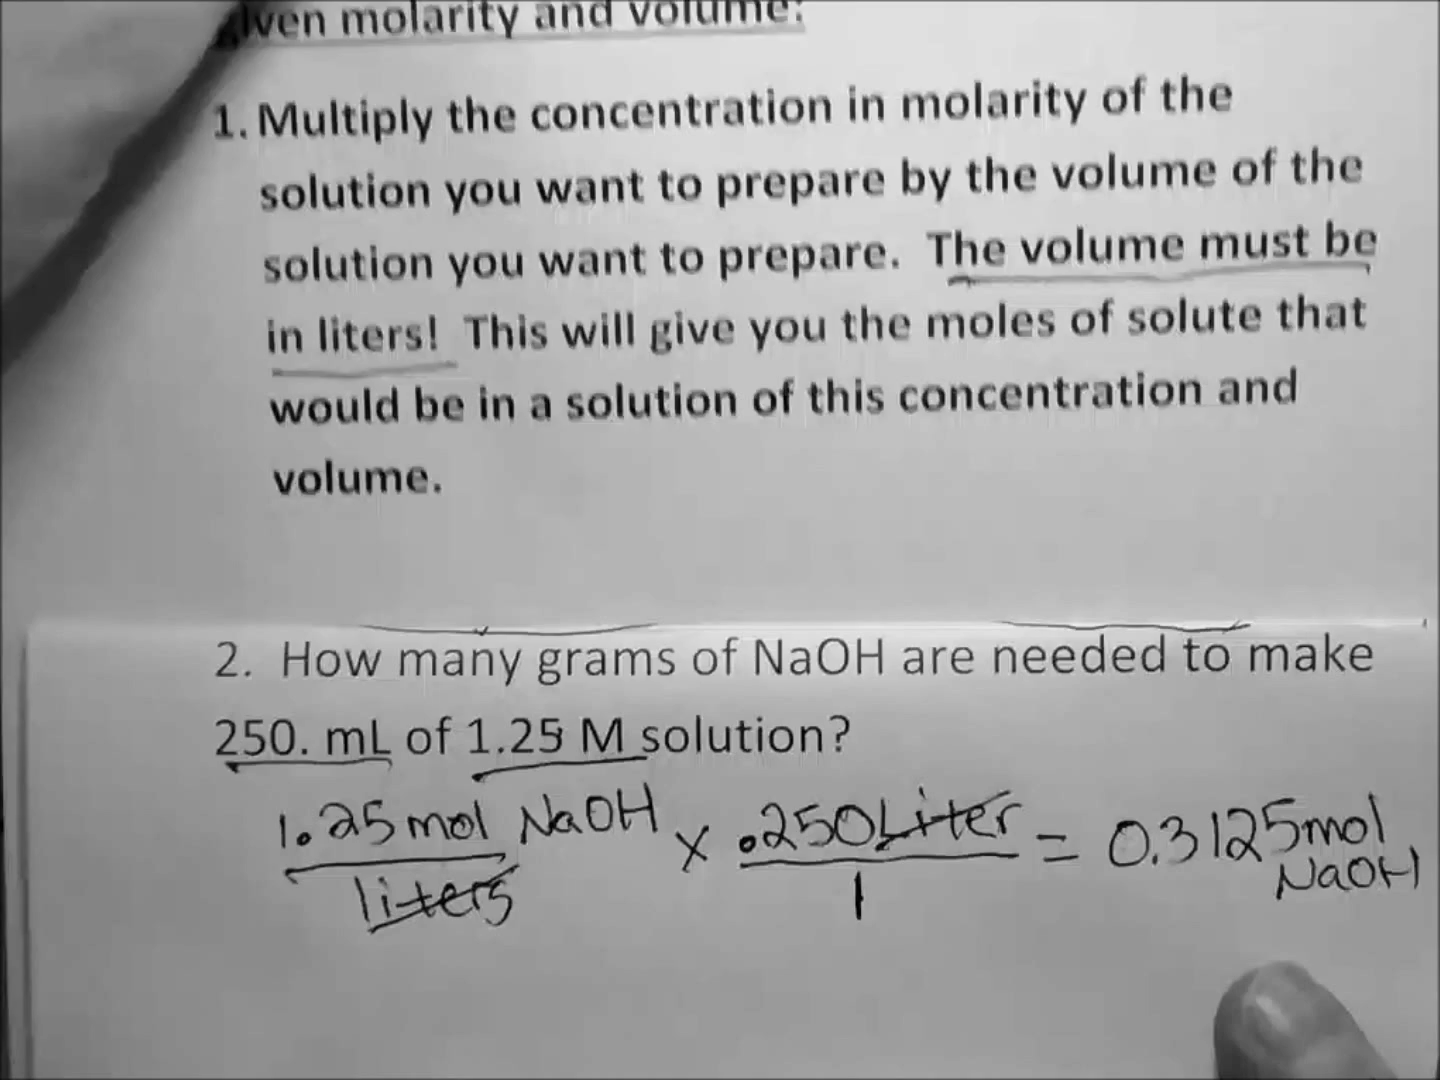 given molarity and volume:
1. Multiply the concentration in molarity of the
solution you want to prepare by the volume of the
solution you want to prepare. The volume must be
in liters! This will give you the moles of solute that
would be in a solution of this concentration and
volume.
2. How many grams of NaOH are needed to make
250. mL of 1.25 M solution?
1.25 mol NaOH x .250 Liter = 0.3125 mol
liters 1 NaOH